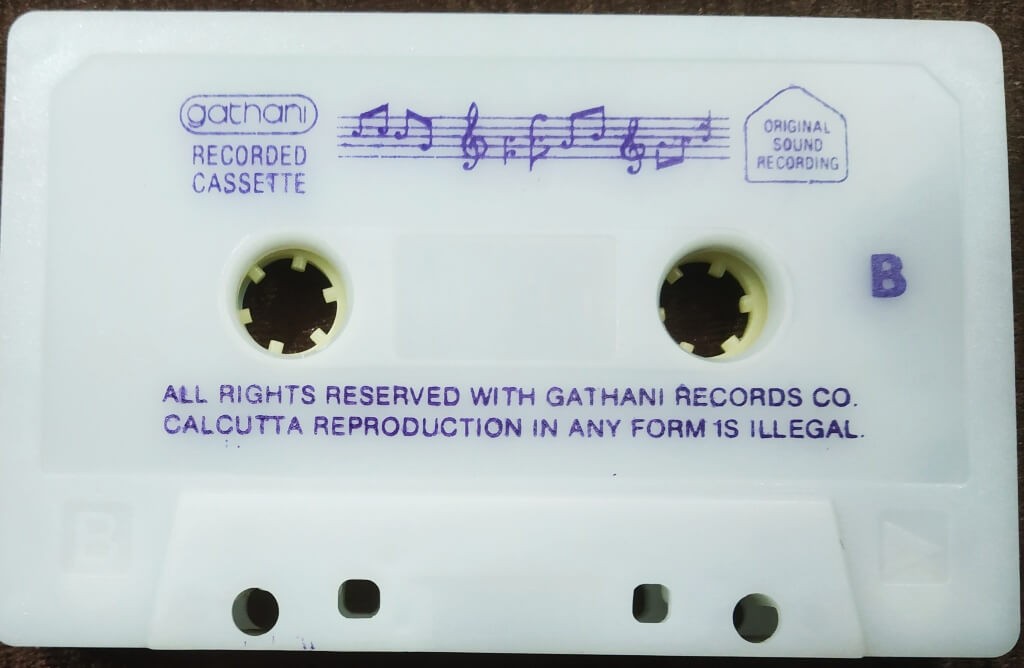 gathani
RECORDED
CASSETTE
ORIGINAL
SOUND
RECORDING
B
ALL RIGHTS RESERVED WITH GATHANI RECORDS CO.
CALCUTTA REPRODUCTION IN ANY FORM IS ILLEGAL.
B